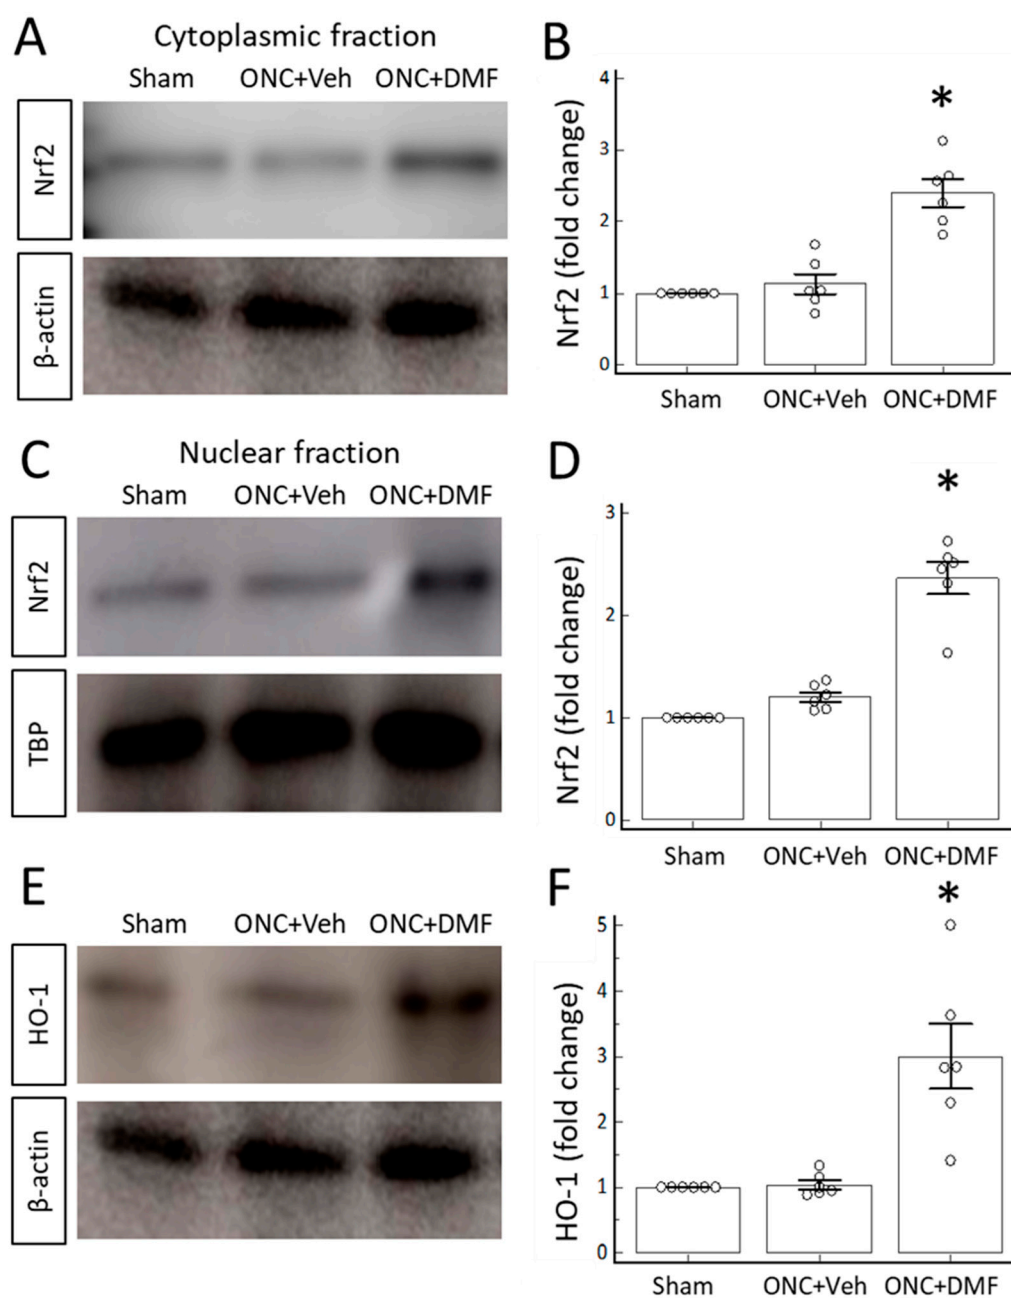 A
Cytoplasmic fraction
Sham ONC+Veh ONC+DMF
Nrf2
β-actin
B
Nrf2 (fold change)
4
3
2
1
0
*
Sham ONC+Veh ONC+DMF
C
Nuclear fraction
Sham ONC+Veh ONC+DMF
Nrf2
TBP
D
Nrf2 (fold change)
3
2
1
0
*
Sham ONC+Veh ONC+DMF
E
Sham ONC+Veh ONC+DMF
HO-1
β-actin
F
HO-1 (fold change)
5
4
3
2
1
0
*
Sham ONC+Veh ONC+DMF